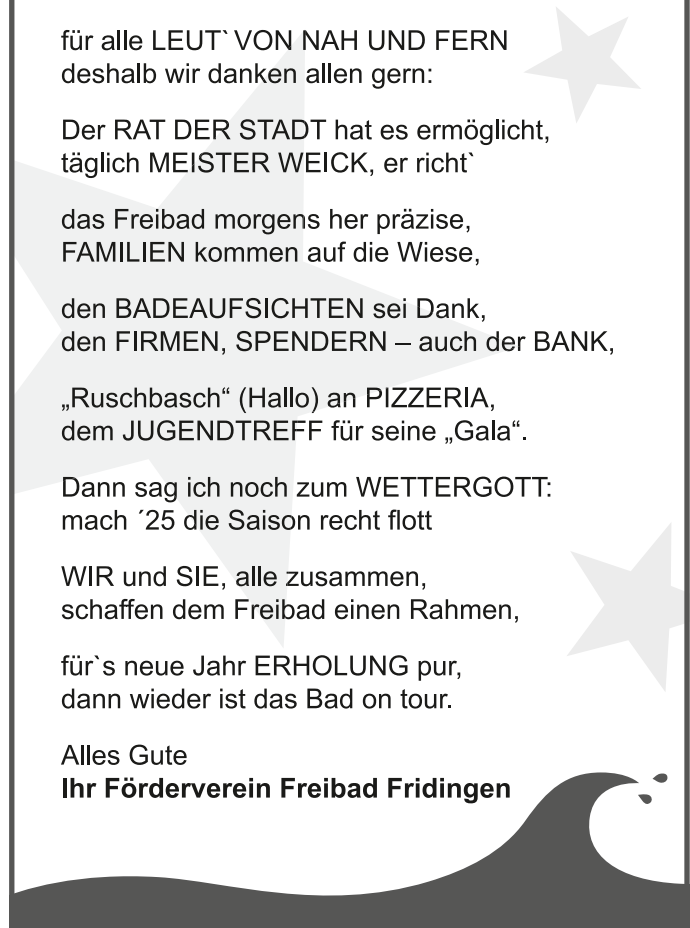 für alle LEUT` VON NAH UND FERN
deshalb wir danken allen gern:
Der RAT DER STADT hat es ermöglicht,
täglich MEISTER WEICK, er richt`
das Freibad morgens her präzise,
FAMILIEN kommen auf die Wiese,
den BADEAUFSICHTEN sei Dank,
den FIRMEN, SPENDERN – auch der BANK,
„Ruschbasch“ (Hallo) an PIZZERIA,
dem JUGENDTREFF für seine „Gala“.
Dann sag ich noch zum WETTERGOTT:
mach ´25 die Saison recht flott
WIR und SIE, alle zusammen,
schaffen dem Freibad einen Rahmen,
für`s neue Jahr ERHOLUNG pur,
dann wieder ist das Bad on tour.
Alles Gute
Ihr Förderverein Freibad Fridingen